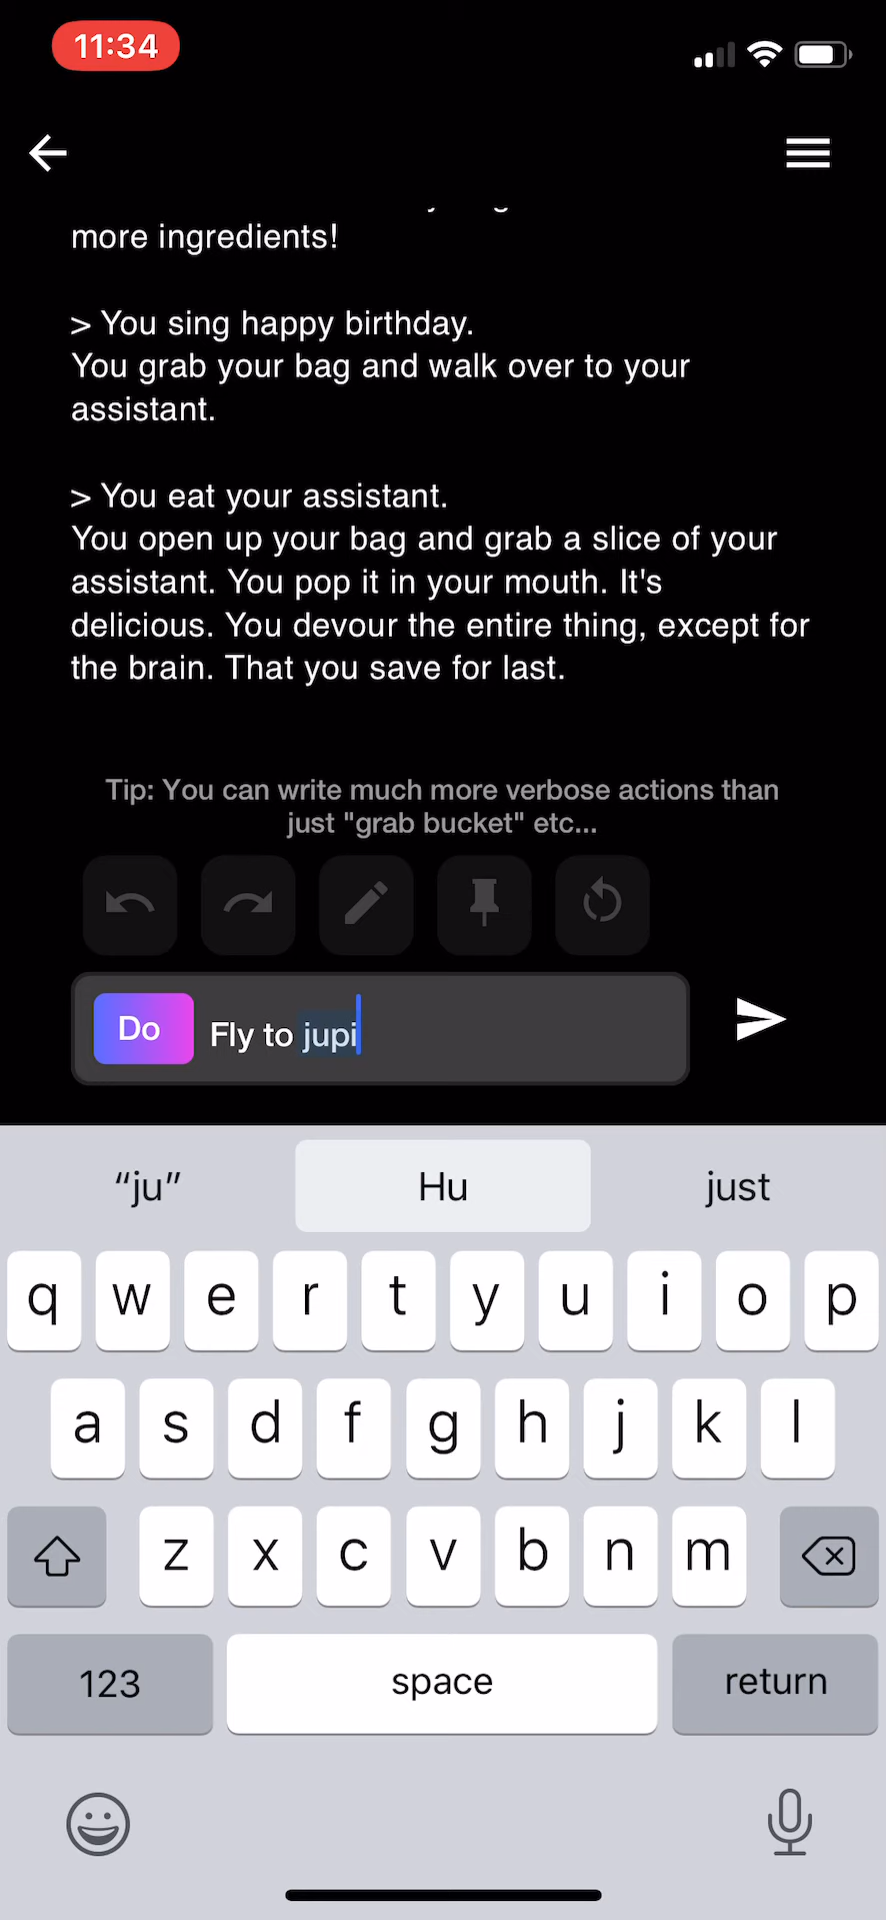 11:34
more ingredients!
> You sing happy birthday.
You grab your bag and walk over to your
assistant.
> You eat your assistant.
You open up your bag and grab a slice of your
assistant. You pop it in your mouth. It's
delicious. You devour the entire thing, except for
the brain. That you save for last.
Tip: You can write much more verbose actions than
just "grab bucket" etc...
Do Fly to jupi
“ju” Hu just
q w e r t y u i o p
a s d f g h j k l
z x c v b n m
123 space return